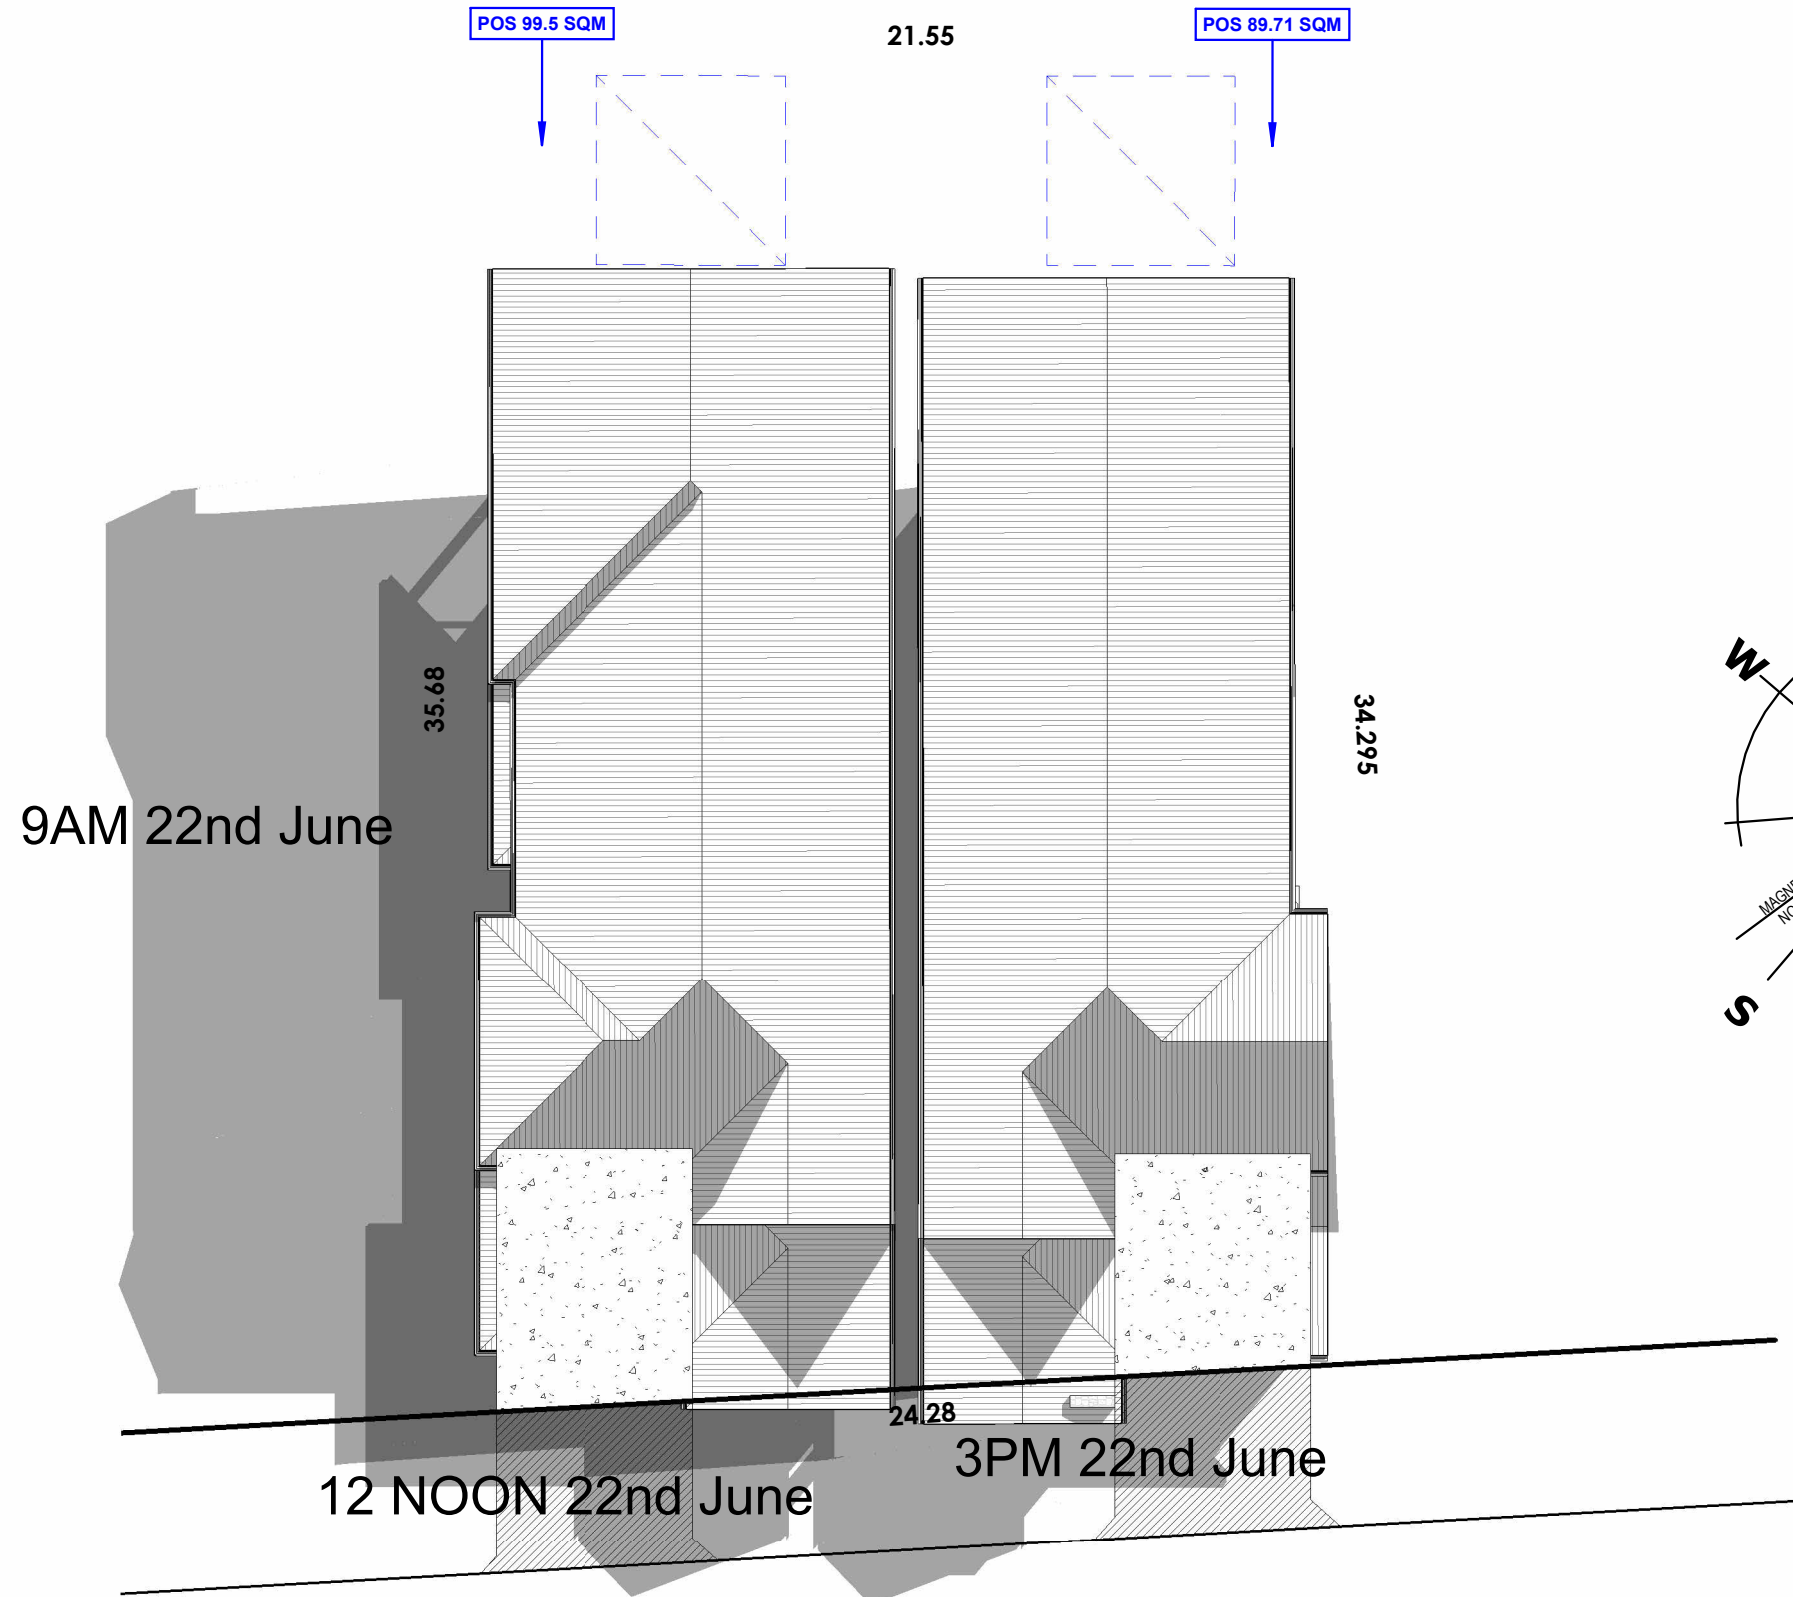 POS 99.5 SQM
21.55
POS 89.71 SQM
W
35.68
34.295
9AM 22nd June
S
24.28
3PM 22nd June
12 NOON 22nd June